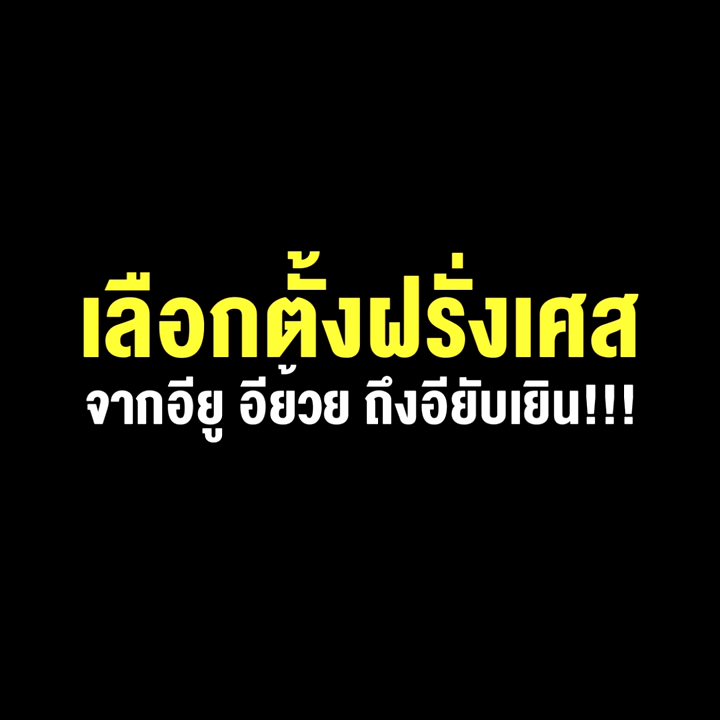 เลือกตั้งฝรั่งเศส
จากอียู อีย้วย ถึงอียับเยิน!!!